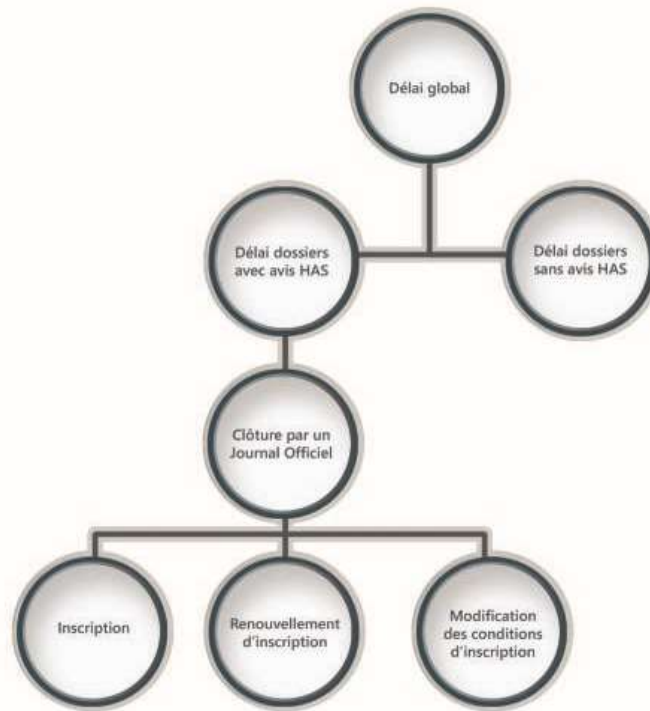 Délai global
Délai dossiers
avec avis HAS
Délai dossiers
sans avis HAS
Clôture par un
Journal Officiel
Inscription
Renouvellement
d'inscription
Modification
des conditions
d'inscription